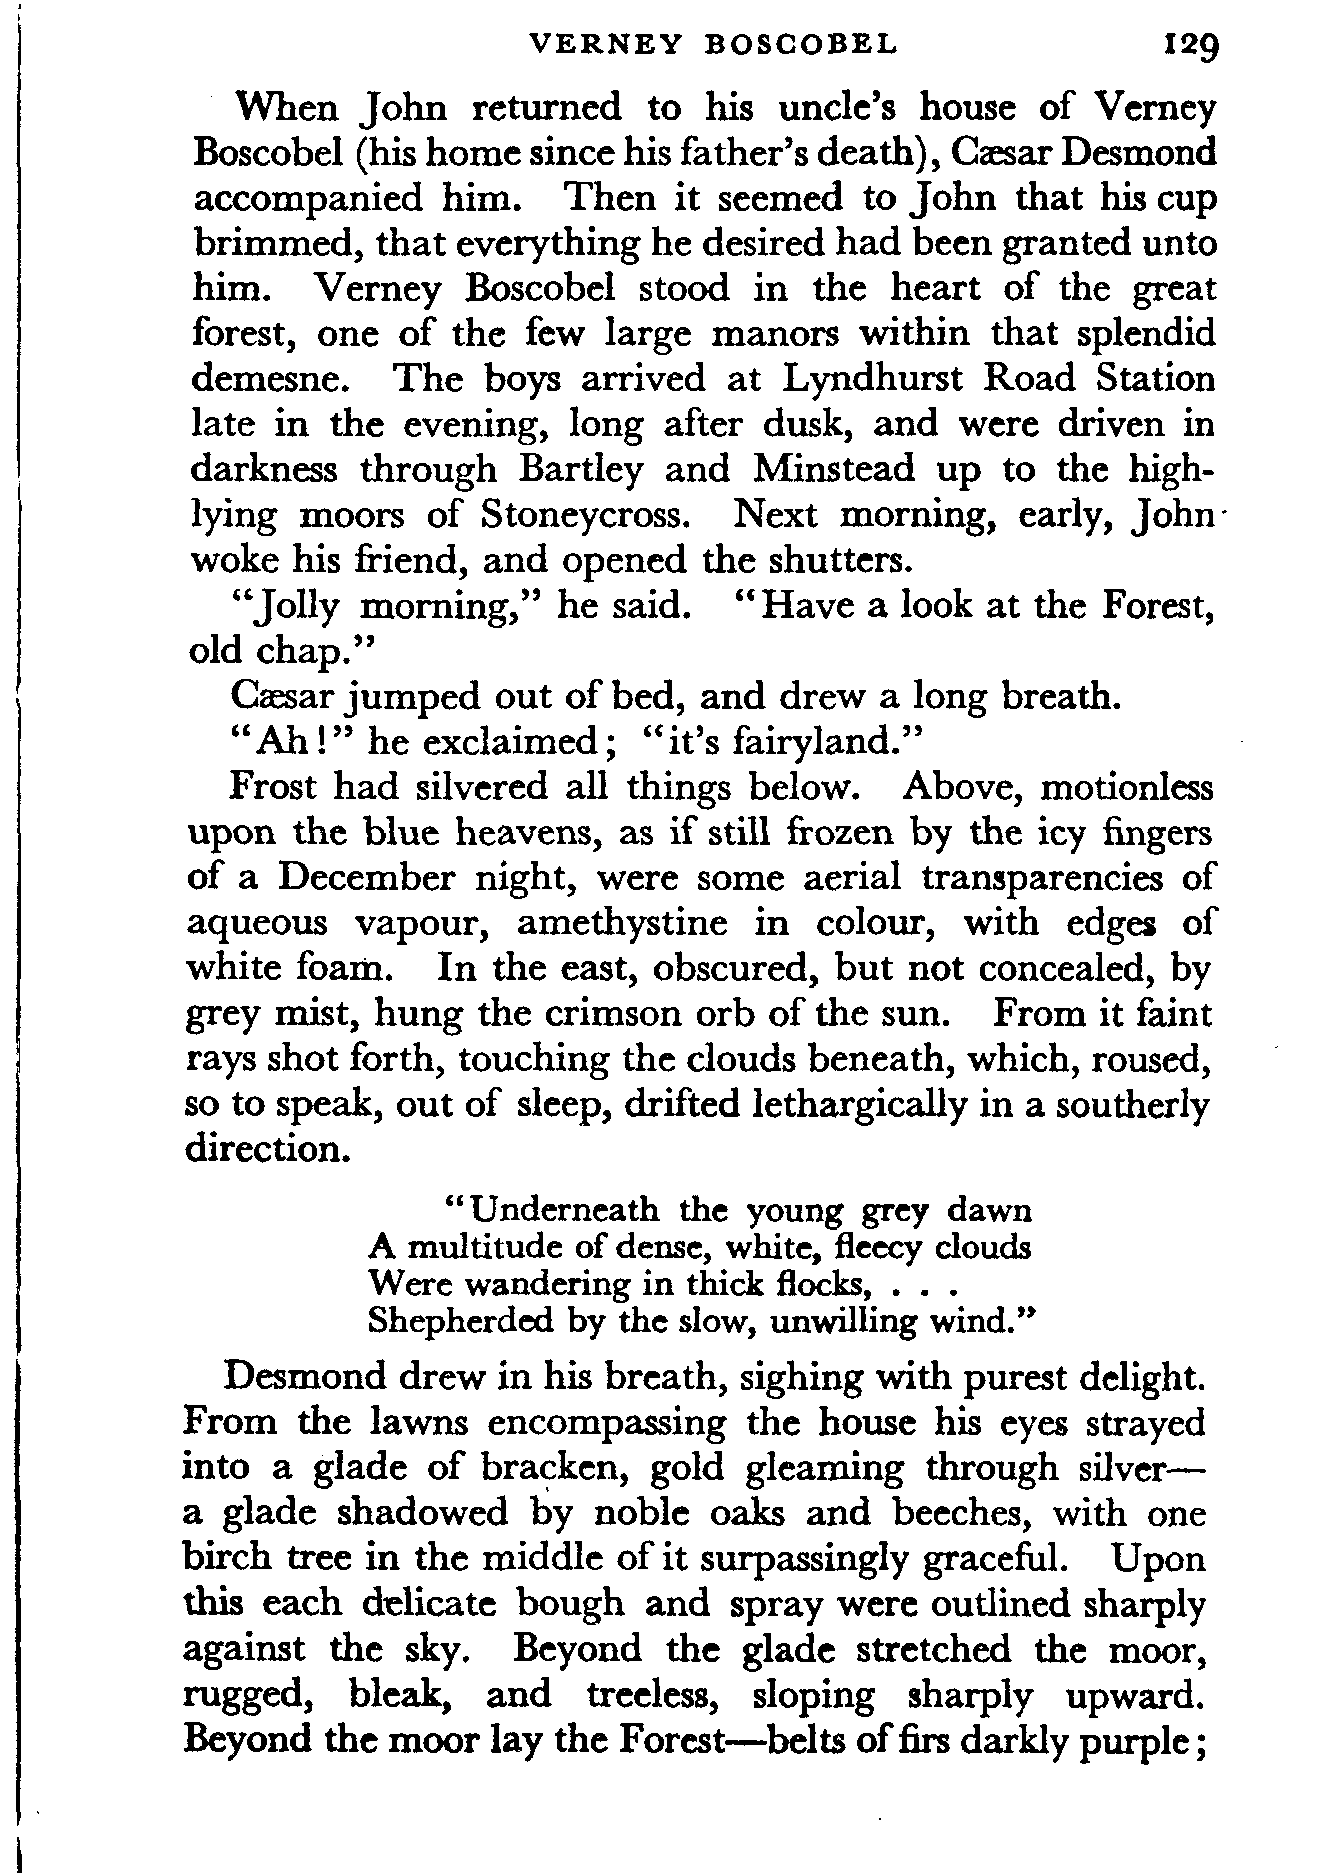 VERNEY BOSCOBEL 129
When John returned to his uncle's house of Verney
Boscobel (his home since his father's death), Cæsar Desmond
accompanied him. Then it seemed to John that his cup
brimmed, that everything he desired had been granted unto
him. Verney Boscobel stood in the heart of the great
forest, one of the few large manors within that splendid
demesne. The boys arrived at Lyndhurst Road Station
late in the evening, long after dusk, and were driven in
darkness through Bartley and Minstead up to the high-
lying moors of Stoneycross. Next morning, early, John
woke his friend, and opened the shutters.
"Jolly morning," he said. "Have a look at the Forest,
old chap."
Cæsar jumped out of bed, and drew a long breath.
"Ah!" he exclaimed; "it's fairyland."
Frost had silvered all things below. Above, motionless
upon the blue heavens, as if still frozen by the icy fingers
of a December night, were some aerial transparencies of
aqueous vapour, amethystine in colour, with edges of
white foam. In the east, obscured, but not concealed, by
grey mist, hung the crimson orb of the sun. From it faint
rays shot forth, touching the clouds beneath, which, roused,
so to speak, out of sleep, drifted lethargically in a southerly
direction.
"Underneath the young grey dawn
A multitude of dense, white, fleecy clouds
Were wandering in thick flocks, . . .
Shepherded by the slow, unwilling wind."
Desmond drew in his breath, sighing with purest delight.
From the lawns encompassing the house his eyes strayed
into a glade of bracken, gold gleaming through silver—
a glade shadowed by noble oaks and beeches, with one
birch tree in the middle of it surpassingly graceful. Upon
this each delicate bough and spray were outlined sharply
against the sky. Beyond the glade stretched the moor,
rugged, bleak, and treeless, sloping sharply upward.
Beyond the moor lay the Forest—belts of firs darkly purple;